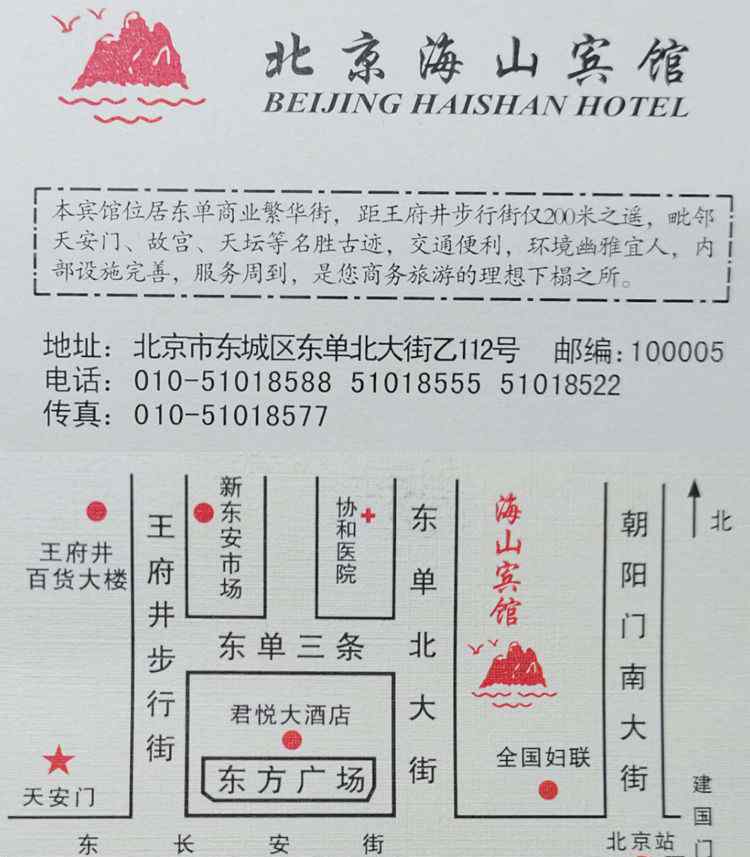 北京海山宾馆
BEIJING HAISHAN HOTEL
本宾馆位居东单商业繁华街，距王府井步行街仅200米之遥，毗邻
天安门、故宫、天坛等名胜古迹，交通便利，环境幽雅宜人，内
部设施完善，服务周到，是您商务旅游的理想下榻之所。
地址：北京市东城区东单北大街乙112号 邮编：100005
电话：010-51018588 51018555 51018522
传真：010-51018577
王府井
百货大楼
王府井步行街
新东安市场
协和医院
东单北大街
海山宾馆
朝阳门南大街
北
东单三条
君悦大酒店
东方广场
全国妇联
天安门
东长安街
北京站
建国门